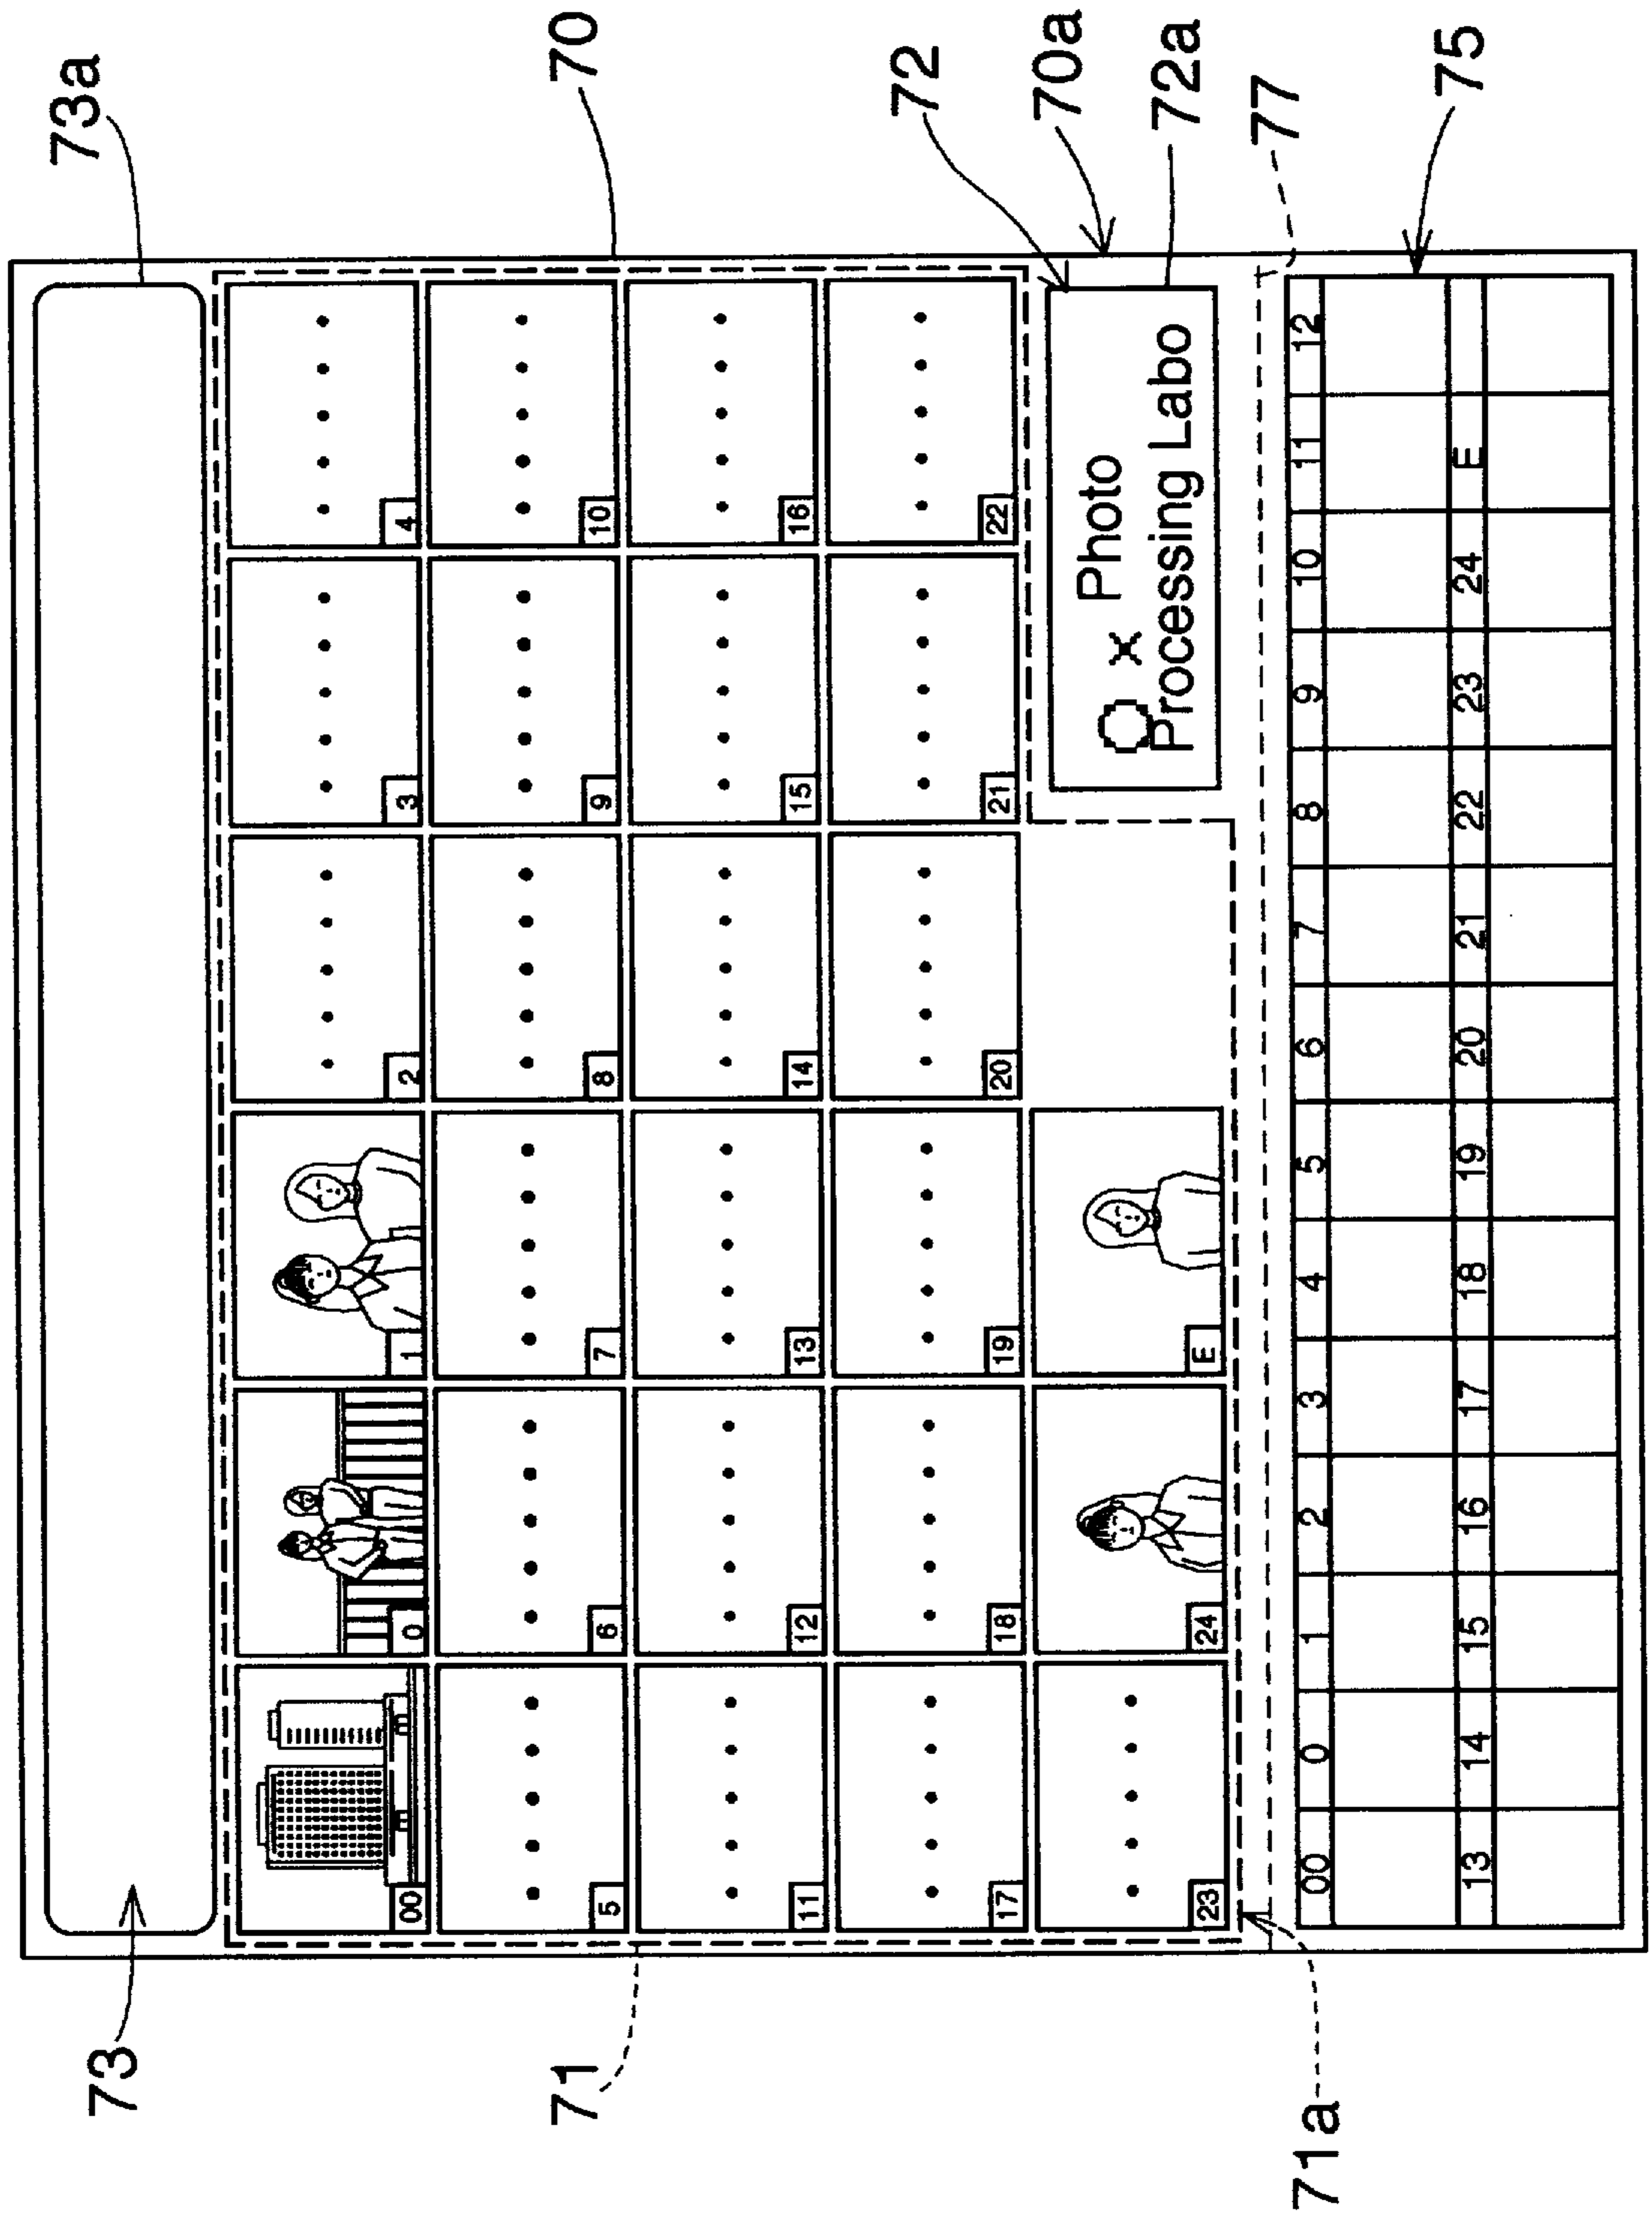 73 73a
00 0 1 2 3 4
70
5 6 7 8 9 10
71
11 12 13 14 15 16
17 18 19 20 21 22
72
23 24 E
○ x Photo
Processing Labo
70a
72a
71a
77
00 0 1 2 3 4 5 6 7 8 9 10 11 12
75
13 14 15 16 17 18 19 20 21 22 23 24 E